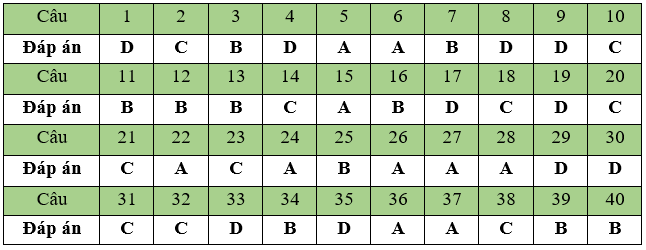 Câu 1 2 3 4 5 6 7 8 9 10
Đáp án D C B D A A B D D C
Câu 11 12 13 14 15 16 17 18 19 20
Đáp án B B B C A B D C D C
Câu 21 22 23 24 25 26 27 28 29 30
Đáp án C A C A B A A A D D
Câu 31 32 33 34 35 36 37 38 39 40
Đáp án C C D B D A A C B B